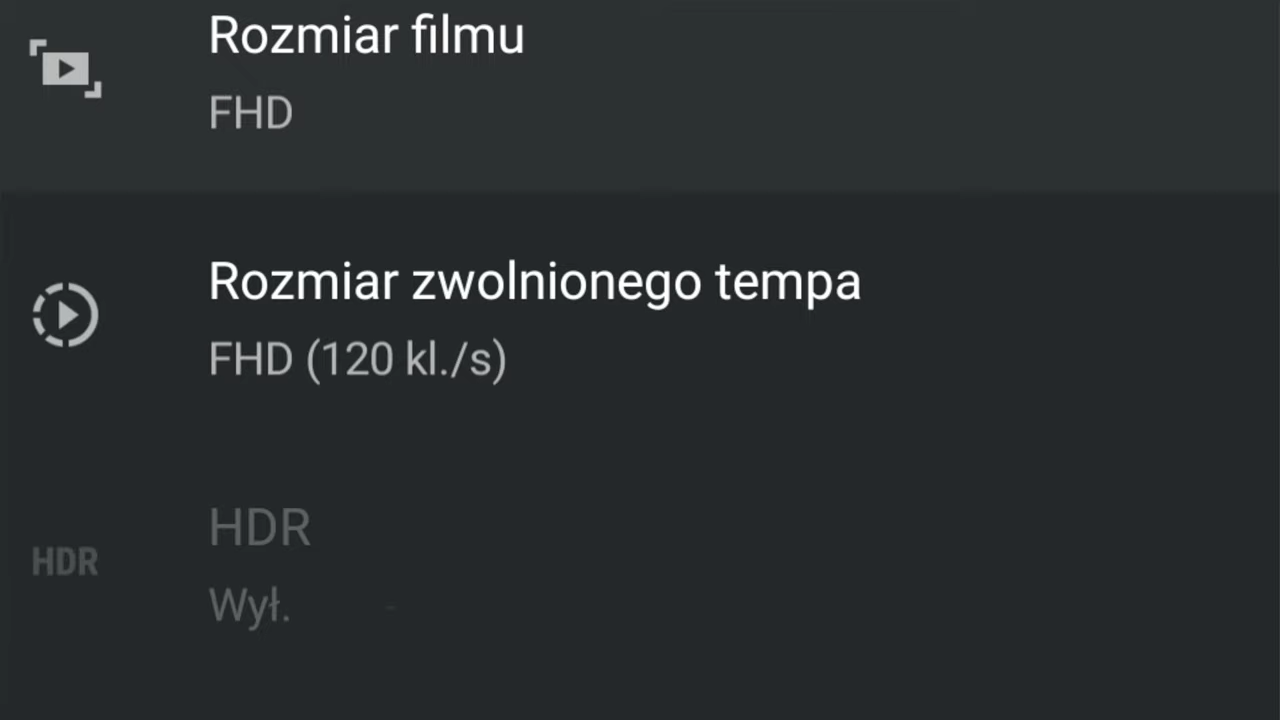 Rozmiar filmu
FHD
Rozmiar zwolnionego tempa
FHD (120 kl./s)
HDR
HDR
Wył.